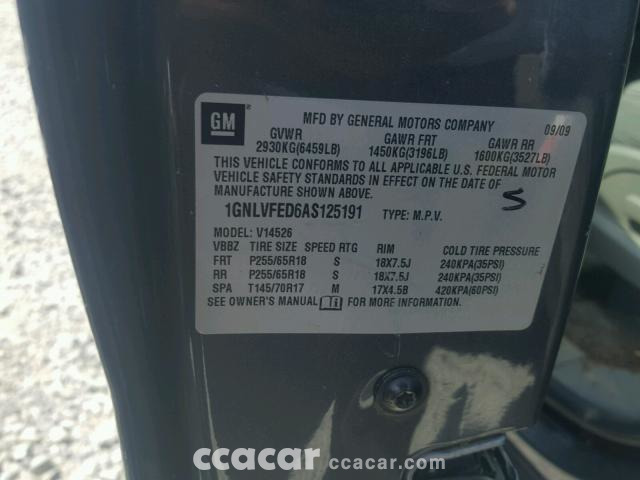 GM
MFD BY GENERAL MOTORS COMPANY 09/09
GVWR GAWR FRT GAWR RR
2930KG(6459LB) 1450KG(3196LB) 1600KG(3527LB)
THIS VEHICLE CONFORMS TO ALL APPLICABLE U.S. FEDERAL MOTOR
VEHICLE SAFETY STANDARDS IN EFFECT ON THE DATE OF
MANUFACTURE SHOWN ABOVE.
S
1GNLVFED6AS125191 TYPE: M.P.V.
MODEL: V14526
VBBZ TIRE SIZE SPEED RTG RIM COLD TIRE PRESSURE
FRT P255/65R18 S 18X7.5J 240KPA(35PSI)
RR P255/65R18 S 18X7.5J 240KPA(35PSI)
SPA T145/70R17 M 17X4.5B 420KPA(60PSI)
SEE OWNER'S MANUAL FOR MORE INFORMATION.
ccacar ccacar.com